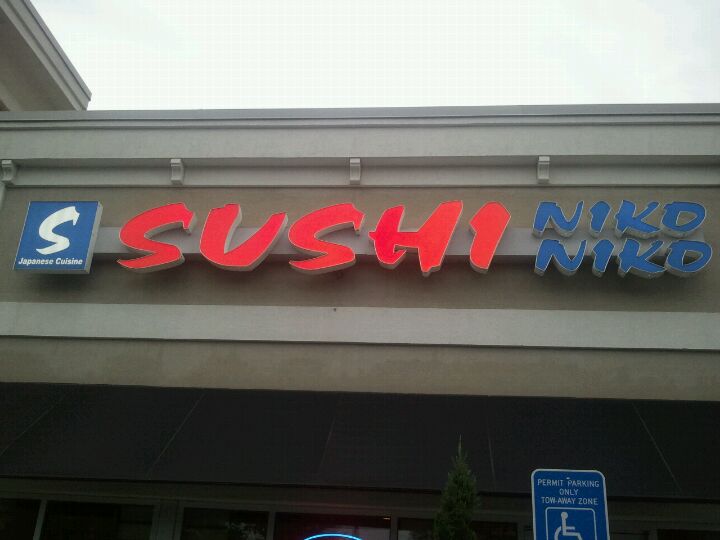 S
Japanese Cuisine
SUSHI
NIKO
NIKO
PERMIT PARKING
ONLY
TOW-AWAY ZONE